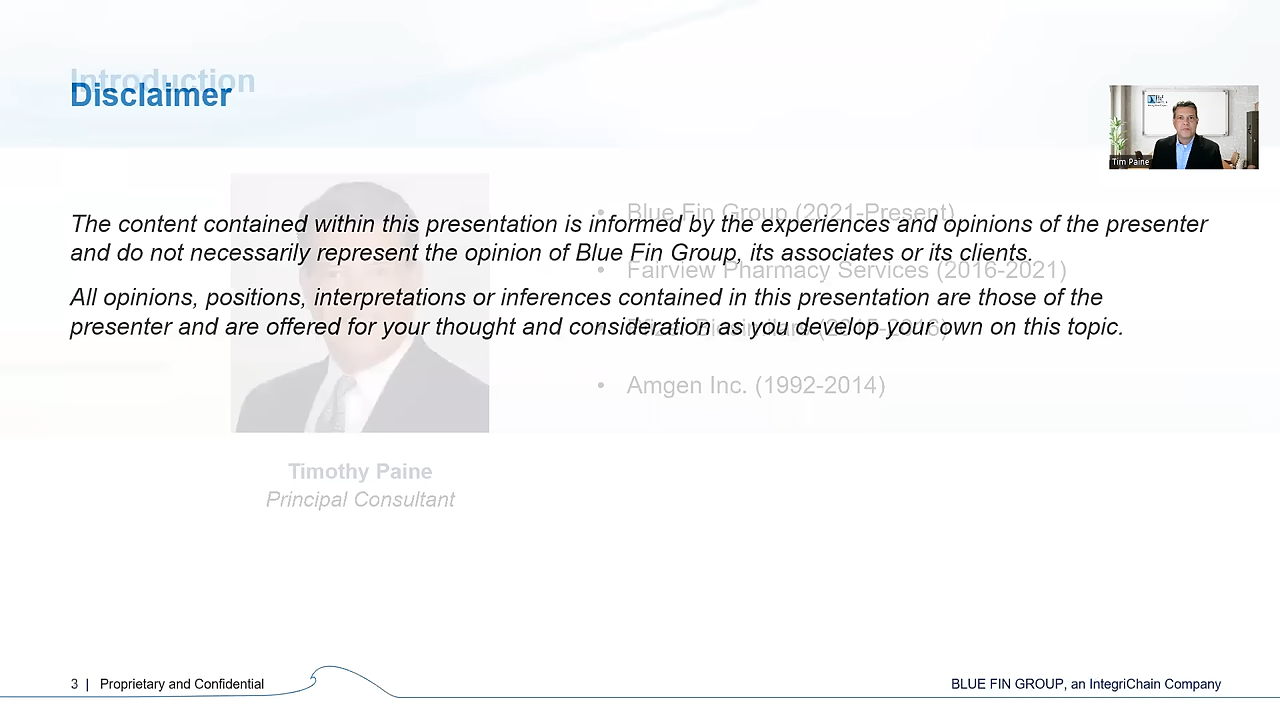 Introduction
Disclaimer
Tim Paine
• Blue Fin Group (2021-Present)
The content contained within this presentation is informed by the experiences and opinions of the presenter
and do not necessarily represent the opinion of Blue Fin Group, its associates or its clients.
• Fairview Pharmacy Services (2016-2021)
All opinions, positions, interpretations or inferences contained in this presentation are those of the
presenter and are offered for your thought and consideration as you develop your own on this topic.
• Amgen Inc. (1992-2014)
Timothy Paine
Principal Consultant
3 | Proprietary and Confidential
BLUE FIN GROUP, an IntegriChain Company